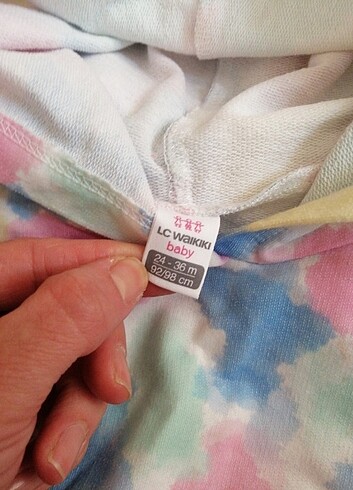 LC WAIKIKI
baby
24 - 36 m
92/98 cm